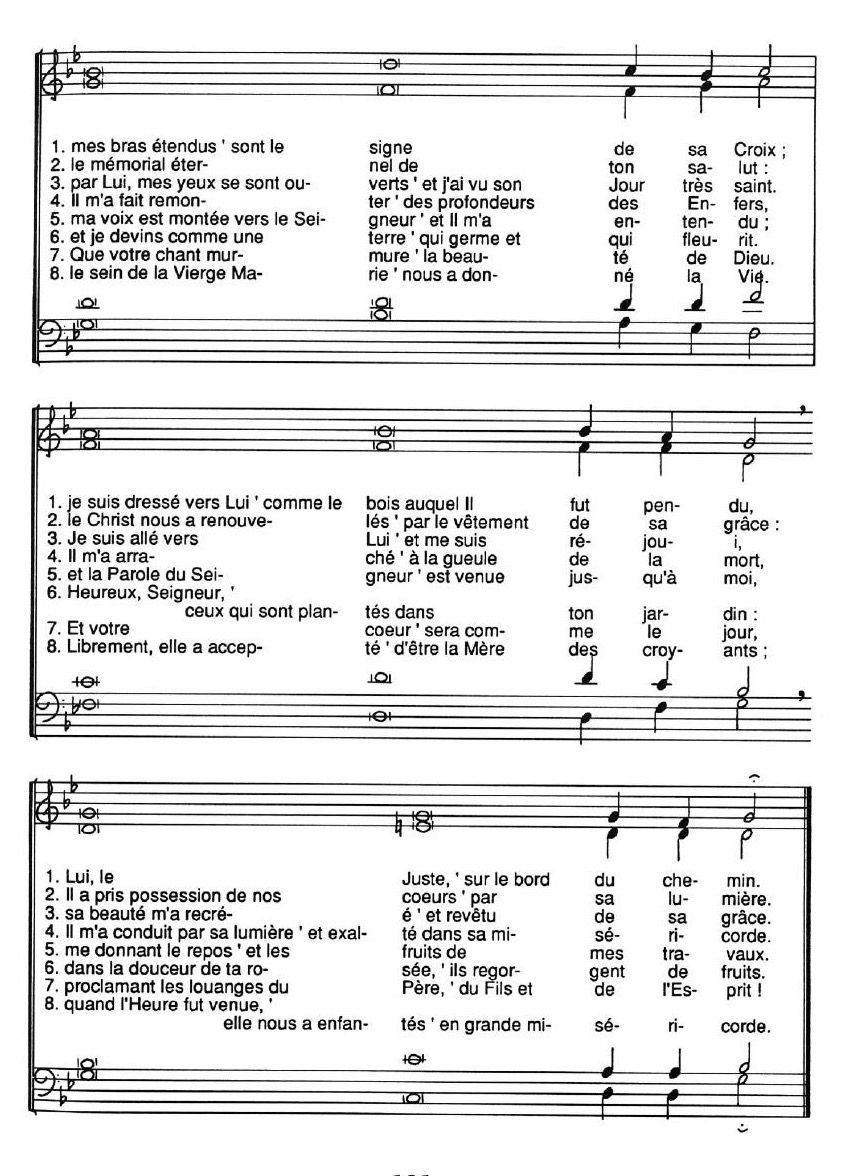 1. mes bras étendus ' sont le signe de sa Croix ;
2. le mémorial éter- nel de ton sa- lut :
3. par Lui, mes yeux se sont ou- verts ' et j'ai vu son Jour très saint.
4. Il m'a fait remon- ter ' des profondeurs des En- fers,
5. ma voix est montée vers le Sei- gneur ' et Il m'a en- ten- du ;
6. et je devins comme une terre ' qui germe et qui fleu- rit.
7. Que votre chant mur- mure ' la beau- té de Dieu.
8. le sein de la Vierge Ma- rie ' nous a don- né la Vie.
1. je suis dressé vers Lui ' comme le bois auquel Il fut pen- du,
2. le Christ nous a renouve- lés ' par le vêtement de sa grâce :
3. Je suis allé vers Lui ' et me suis ré- jou- i,
4. Il m'a arra- ché ' à la gueule de la mort,
5. et la Parole du Sei- gneur ' est venue jus- qu'à moi,
6. Heureux, Seigneur, '
ceux qui sont plan- tés dans ton jar- din :
7. Et votre coeur ' sera com- me le jour,
8. Librement, elle a accep- té ' d'être la Mère des croy- ants ;
1. Lui, le Juste, ' sur le bord du che- min.
2. Il a pris possession de nos coeurs ' par sa lu- mière.
3. sa beauté m'a recré- é ' et revêtu de sa grâce.
4. Il m'a conduit par sa lumière ' et exal- té dans sa mi- sé- ri- corde.
5. me donnant le repos ' et les fruits de mes tra- vaux.
6. dans la douceur de ta ro- sée, ' ils regor- gent de fruits.
7. proclamant les louanges du Père, ' du Fils et de l'Es- prit !
8. quand l'Heure fut venue, '
elle nous a enfan- tés ' en grande mi- sé- ri- corde.